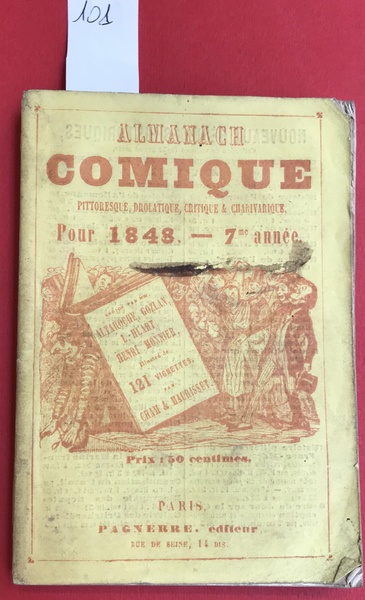 101
ALMANACH
COMIQUE
PITTORESQUE, DROLATIQUE, CRITIQUE & CHARIVARIQUE,
Pour 1848, — 7me année
ALTAROCHE, GOZLAN
L. HUART,
HENRI MONNIER,
121 VIGNETTES,
PAR
CHAM & MAURISSET.
Prix : 50 centimes.
PARIS,
PAGNERRE, éditeur
RUE DE SEINE, 14 BIS.